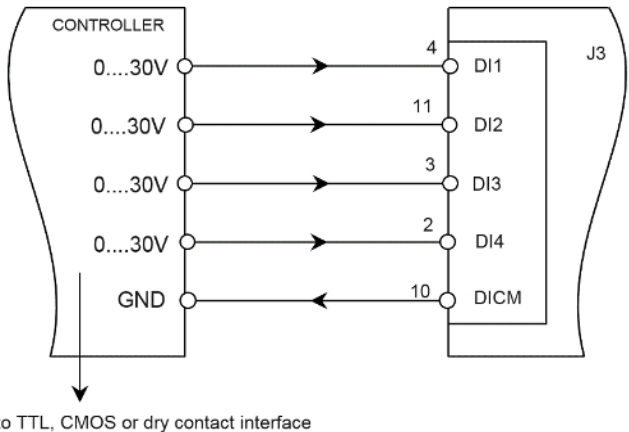 CONTROLLER
J3
0....30V 4 DI1
0....30V 11 DI2
0....30V 3 DI3
0....30V 2 DI4
GND 10 DICM
to TTL, CMOS or dry contact interface